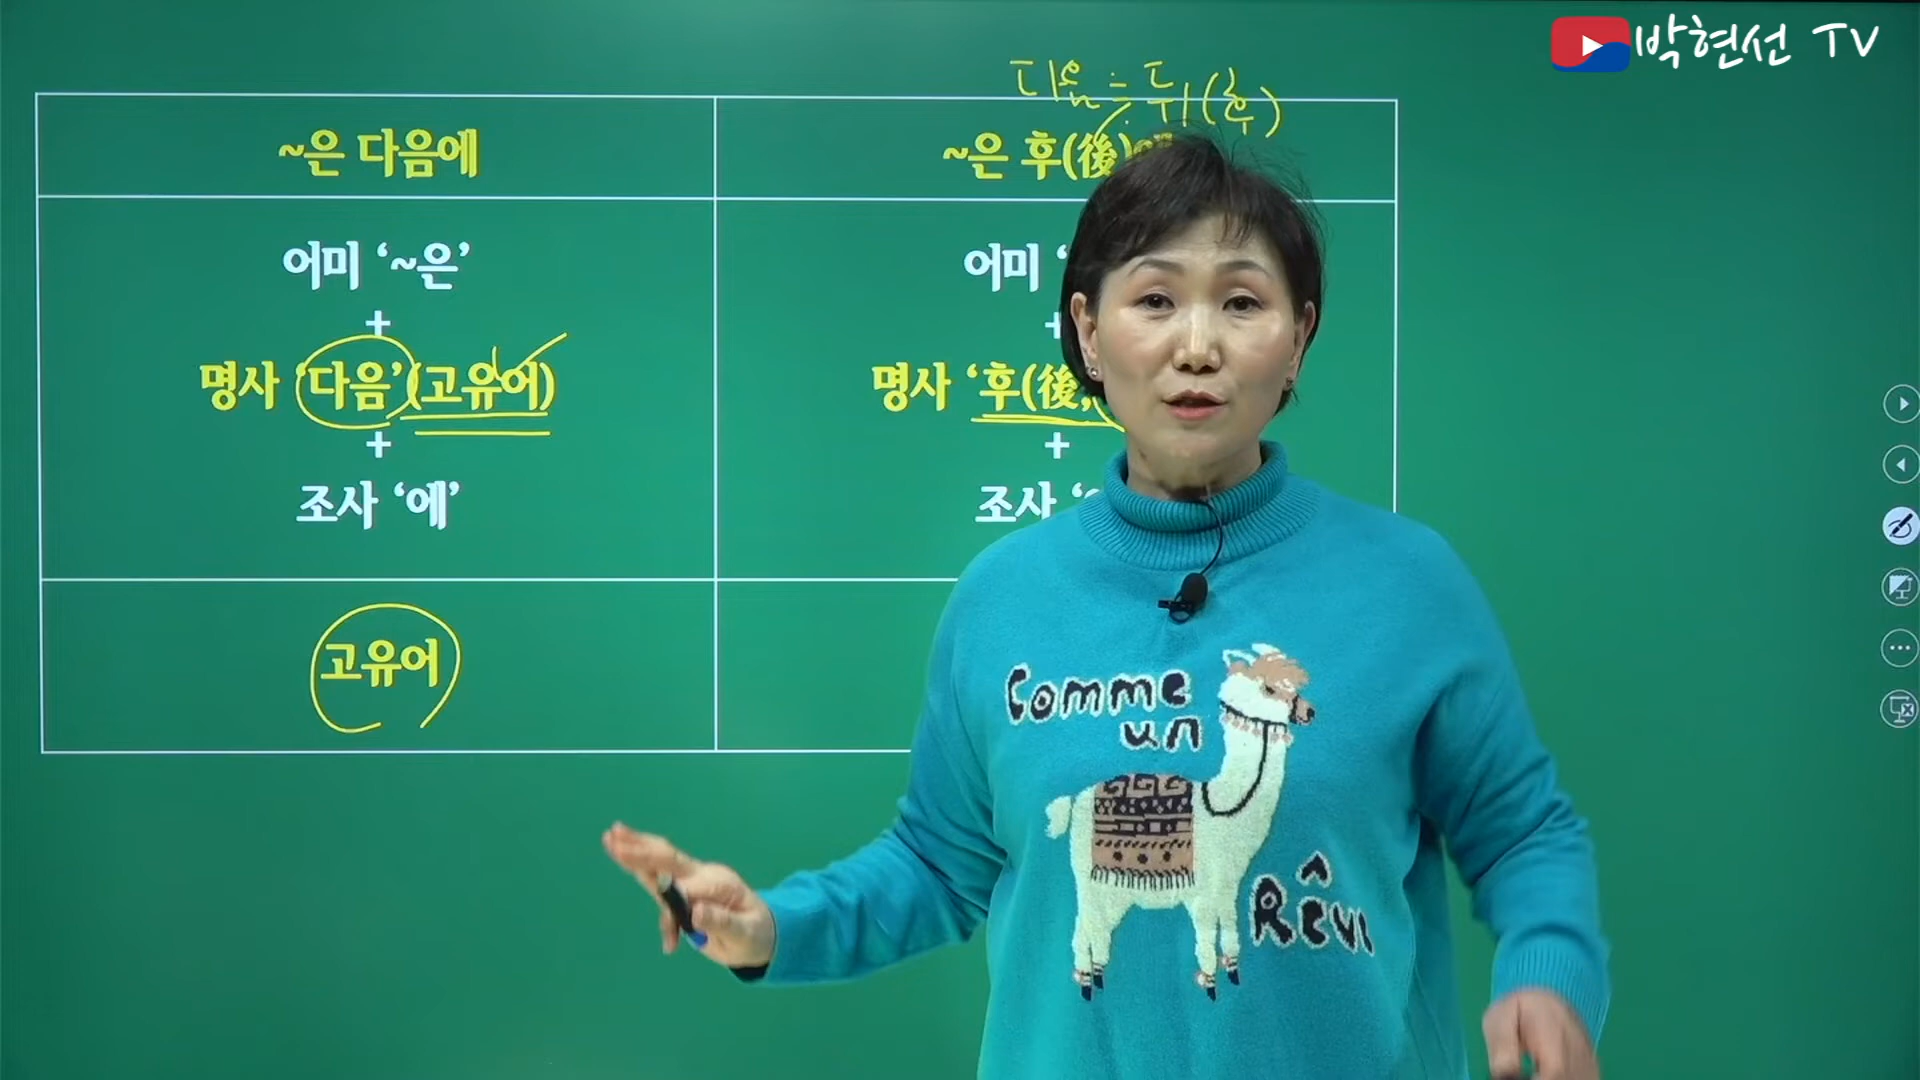 박현선 TV
다음 ≒ 뒤(후)
~은 다음에
~은 후(後)에
어미 ‘~은’
+
명사 ‘다음’(고유어)
+
조사 ‘에’
어미 ‘
+
명사 ‘후(後,
+
조사 ‘
고유어
Comme
un
Rêve